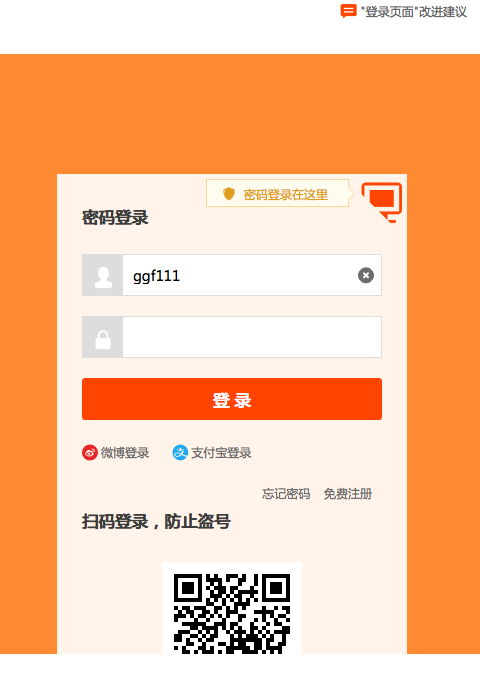 "登录页面"改进建议
密码登录在这里
密码登录
ggf111
登 录
微博登录 支付宝登录
忘记密码 免费注册
扫码登录，防止盗号